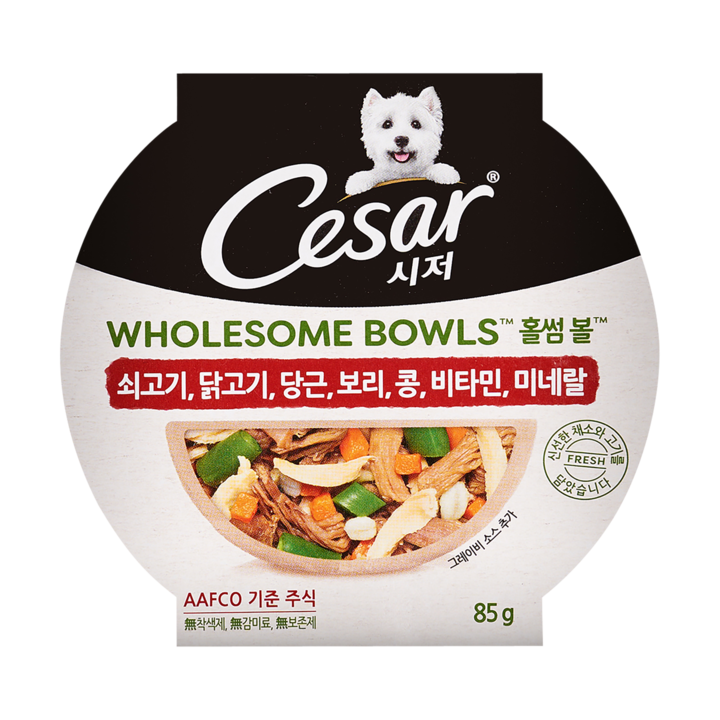 Cesar®
시저
WHOLESOME BOWLS™ 홀썸 볼™
쇠고기, 닭고기, 당근, 보리, 콩, 비타민, 미네랄
신선한 채소와 고기를
FRESH
담았습니다
그레이비 소스 추가
AAFCO 기준 주식
無착색제, 無감미료, 無보존제
85 g